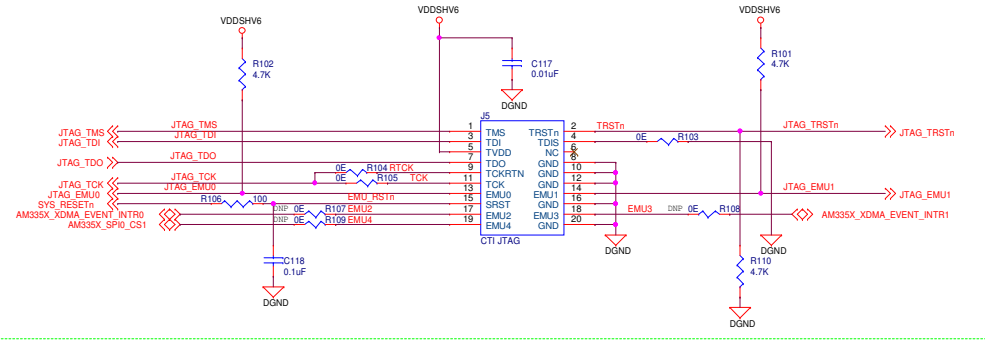 VDDSHV6
VDDSHV6
VDDSHV6
R102
4.7K
C117
0.01uF
R101
4.7K
DGND
J5
JTAG_TMS
JTAG_TMS
1
TMS
TRSTn
2
TRSTn
JTAG_TRSTn
JTAG_TRSTn
JTAG_TDI
JTAG_TDI
3
TDI
TDIS
4
0E
R103
5
TVDD
NC
6
JTAG_TDO
JTAG_TDO
7
TDO
GND
8
0E
R104
RTCK
9
TCKRTN
GND
10
JTAG_TCK
JTAG_TCK
0E
R105
TCK
11
TCK
GND
12
JTAG_EMU0
JTAG_EMU0
13
EMU0
EMU1
14
JTAG_EMU1
JTAG_EMU1
SYS_RESETn
R106
100
EMU_RSTn
15
SRST
GND
16
AM335X_XDMA_EVENT_INTR0
DNP
0E
R107
EMU2
17
EMU2
EMU3
18
EMU3
DNP
0E
R108
AM335X_XDMA_EVENT_INTR1
AM335X_SPI0_CS1
DNP
0E
R109
EMU4
19
EMU4
GND
20
CTI JTAG
DGND
DGND
C118
0.1uF
DGND
R110
4.7K
DGND